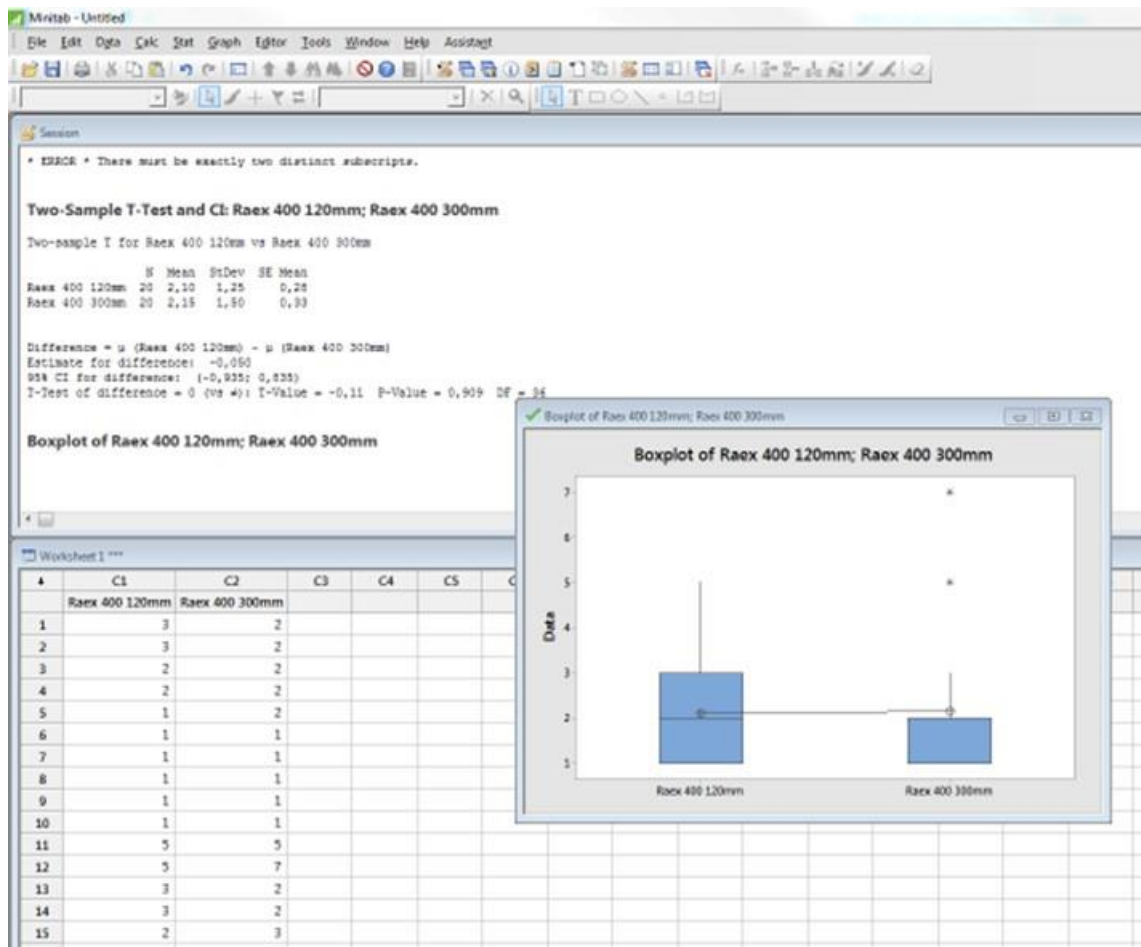 Minitab - Untitled
File Edit Data Calc Stat Graph Editor Tools Window Help Assistant
Session
* ERROR * There must be exactly two distinct subscripts.
Two-Sample T-Test and CI: Raex 400 120mm; Raex 400 300mm
Two-sample T for Raex 400 120mm vs Raex 400 300mm
N Mean StDev SE Mean
Raex 400 120mm 20 2,10 1,25 0,28
Raex 400 300mm 20 2,15 1,50 0,33
Difference = μ (Raex 400 120mm) - μ (Raex 400 300mm)
Estimate for difference: -0,050
95% CI for difference: (-0,935; 0,835)
T-Test of difference = 0 (vs ≠): T-Value = -0,11 P-Value = 0,909 DF = 36
Boxplot of Raex 400 120mm; Raex 400 300mm
Boxplot of Raex 400 120mm; Raex 400 300mm
Boxplot of Raex 400 120mm; Raex 400 300mm
7
6
5
4
3
2
1
Data
Raex 400 120mm Raex 400 300mm
Worksheet 1 ***
C1 C2 C3 C4 C5
Raex 400 120mm Raex 400 300mm
1 3 2
2 3 2
3 2 2
4 2 2
5 1 2
6 1 1
7 1 1
8 1 1
9 1 1
10 1 1
11 5 5
12 5 7
13 3 2
14 3 2
15 2 3